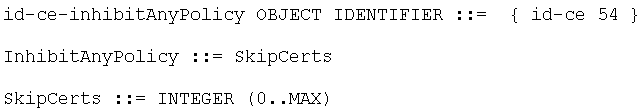 id-ce-inhibitAnyPolicy OBJECT IDENTIFIER ::=  { id-ce 54 }
InhibitAnyPolicy ::= SkipCerts
SkipCerts ::= INTEGER (0..MAX)